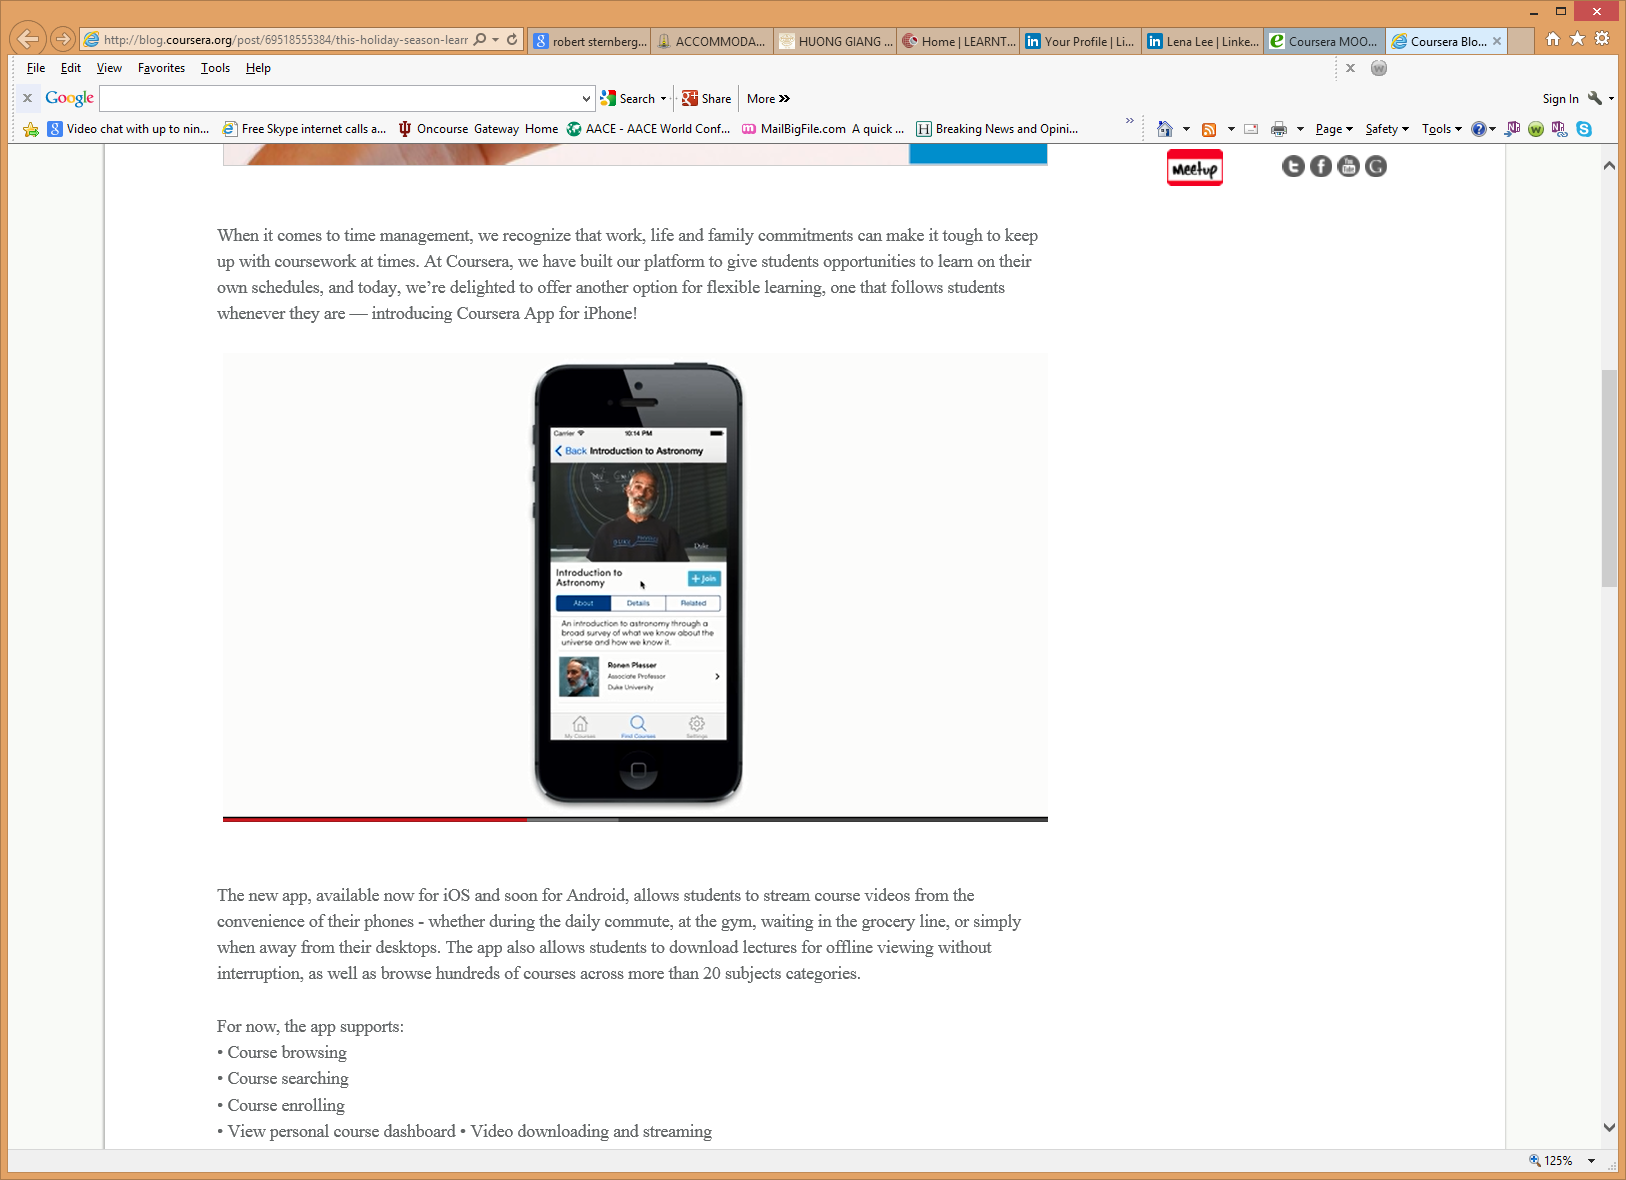 http://blog.coursera.org/post/69518555384/this-holiday-season-learn
robert sternberg...
ACCOMMODA...
HUONG GIANG ...
Home | LEARNT...
Your Profile | Li...
Lena Lee | Linke...
Coursera MOO...
Coursera Blo...
File Edit View Favorites Tools Help
Google
Search
Share
More
Sign In
Video chat with up to nin...
Free Skype internet calls a...
Oncourse Gateway Home
AACE - AACE World Conf...
MailBigFile.com A quick ...
Breaking News and Opini...
Page Safety Tools
Meetup
When it comes to time management, we recognize that work, life and family commitments can make it tough to keep
up with coursework at times. At Coursera, we have built our platform to give students opportunities to learn on their
own schedules, and today, we’re delighted to offer another option for flexible learning, one that follows students
whenever they are — introducing Coursera App for iPhone!
Carrier 10:14 PM
Back Introduction to Astronomy
DUKE
Duke
Introduction to
Astronomy
+ Join
About Details Related
An introduction to astronomy through a
broad survey of what we know about the
universe and how we know it.
Ronen Plesser
Associate Professor
Duke University
My Courses Find Courses Settings
The new app, available now for iOS and soon for Android, allows students to stream course videos from the
convenience of their phones - whether during the daily commute, at the gym, waiting in the grocery line, or simply
when away from their desktops. The app also allows students to download lectures for offline viewing without
interruption, as well as browse hundreds of courses across more than 20 subjects categories.
For now, the app supports:
• Course browsing
• Course searching
• Course enrolling
• View personal course dashboard • Video downloading and streaming
125%